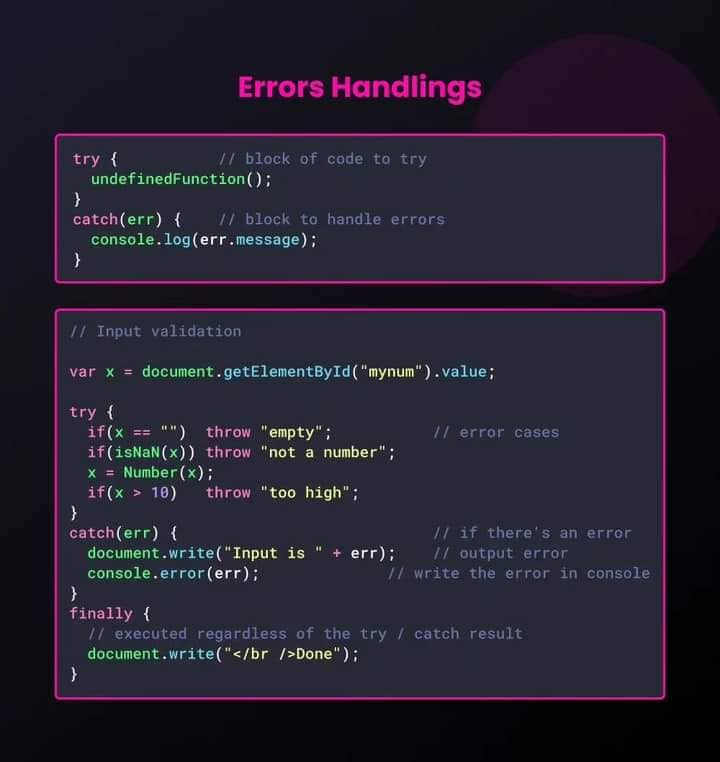 Errors Handlings
try {           // block of code to try
  undefinedFunction();
}
catch(err) {    // block to handle errors
  console.log(err.message);
}
// Input validation
var x = document.getElementById("mynum").value;
try {
  if(x == "")  throw "empty";           // error cases
  if(isNaN(x)) throw "not a number";
  x = Number(x);
  if(x > 10)   throw "too high";
}
catch(err) {                            // if there's an error
  document.write("Input is " + err);    // output error
  console.error(err);              // write the error in console
}
finally {
  // executed regardless of the try / catch result
  document.write("</br />Done");
}